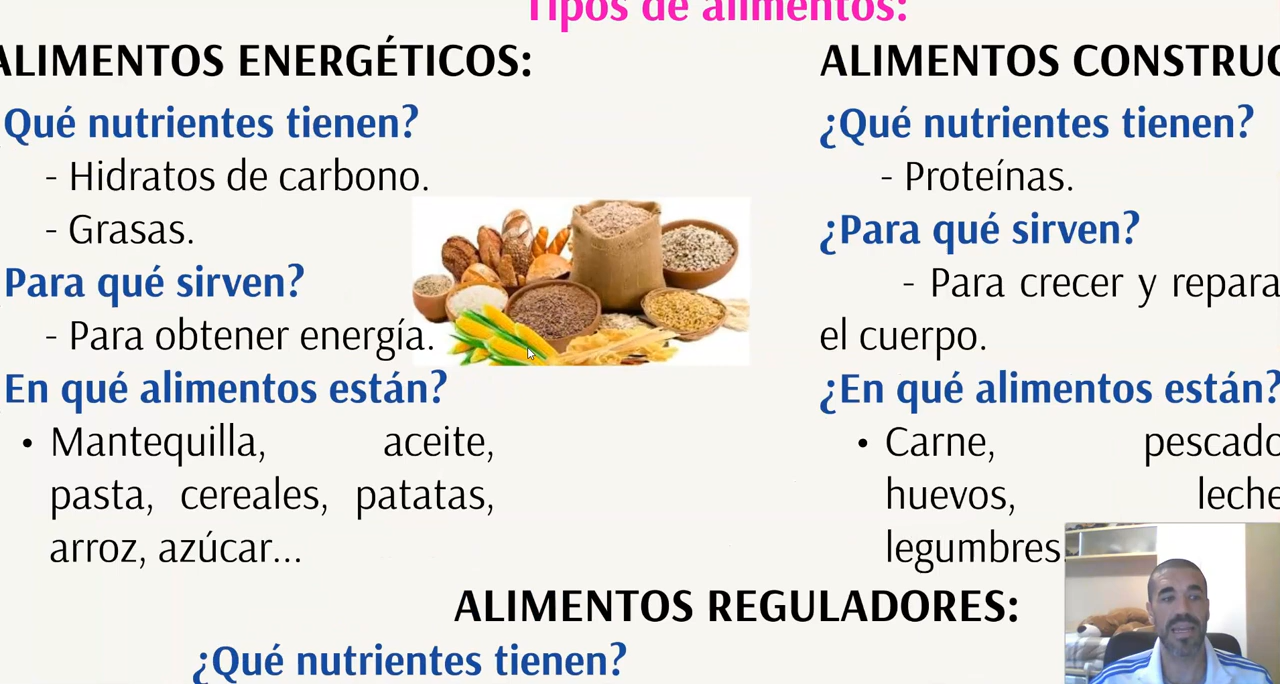 Tipos de alimentos:
ALIMENTOS ENERGÉTICOS:
Qué nutrientes tienen?
- Hidratos de carbono.
- Grasas.
Para qué sirven?
- Para obtener energía.
En qué alimentos están?
• Mantequilla, aceite,
pasta, cereales, patatas,
arroz, azúcar...
ALIMENTOS CONSTRUC
¿Qué nutrientes tienen?
- Proteínas.
¿Para qué sirven?
- Para crecer y repara
el cuerpo.
¿En qué alimentos están?
• Carne, pescado
huevos, leche
legumbres
ALIMENTOS REGULADORES:
¿Qué nutrientes tienen?